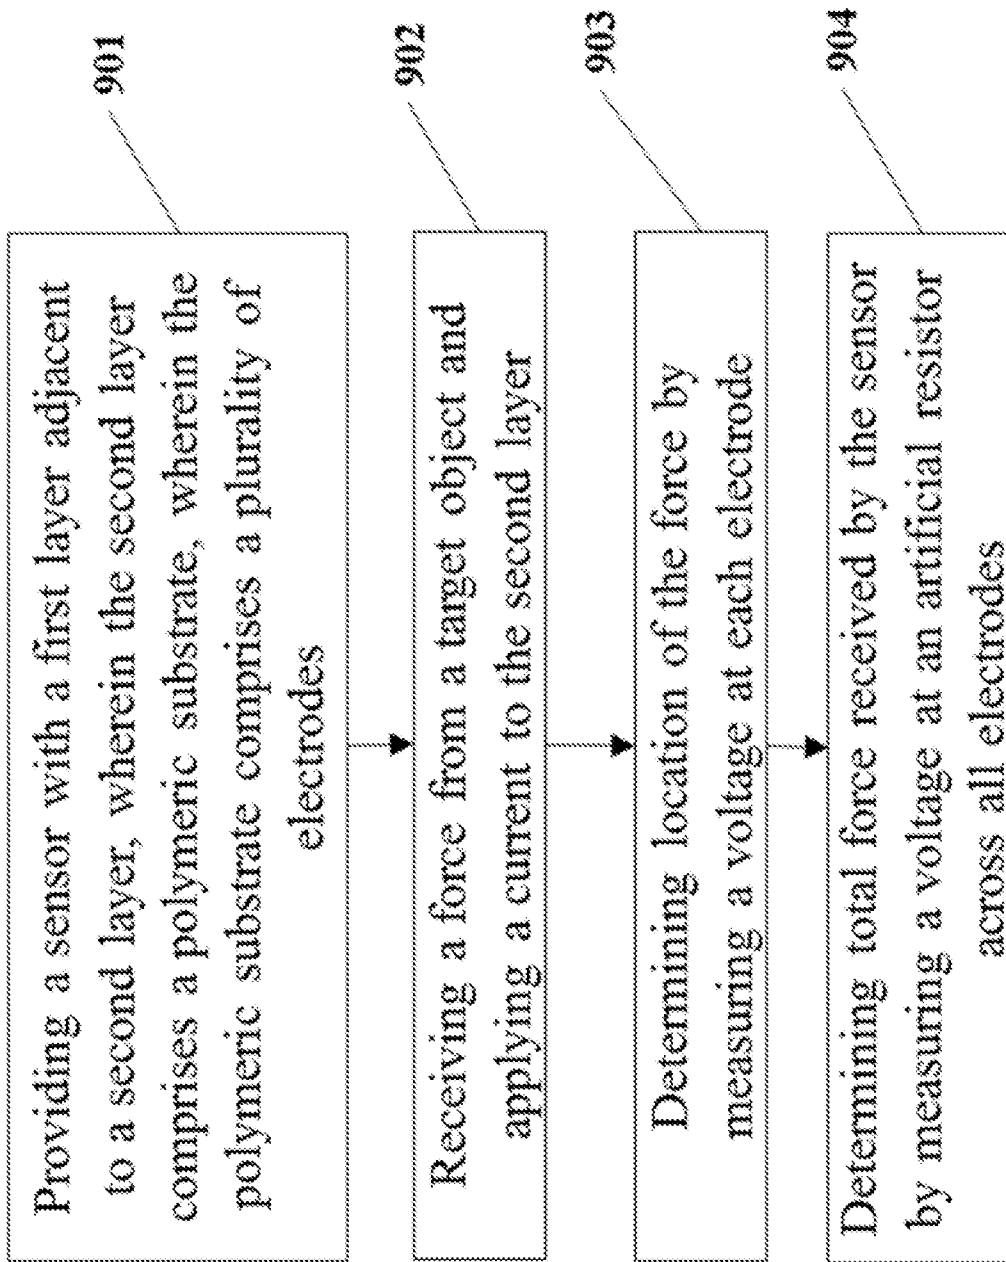 Providing a sensor with a first layer adjacent
to a second layer, wherein the second layer
comprises a polymeric substrate, wherein the
polymeric substrate comprises a plurality of
electrodes
901
Receiving a force from a target object and
applying a current to the second layer
902
Determining location of the force by
measuring a voltage at each electrode
903
Determining total force received by the sensor
by measuring a voltage at an artificial resistor
across all electrodes
904